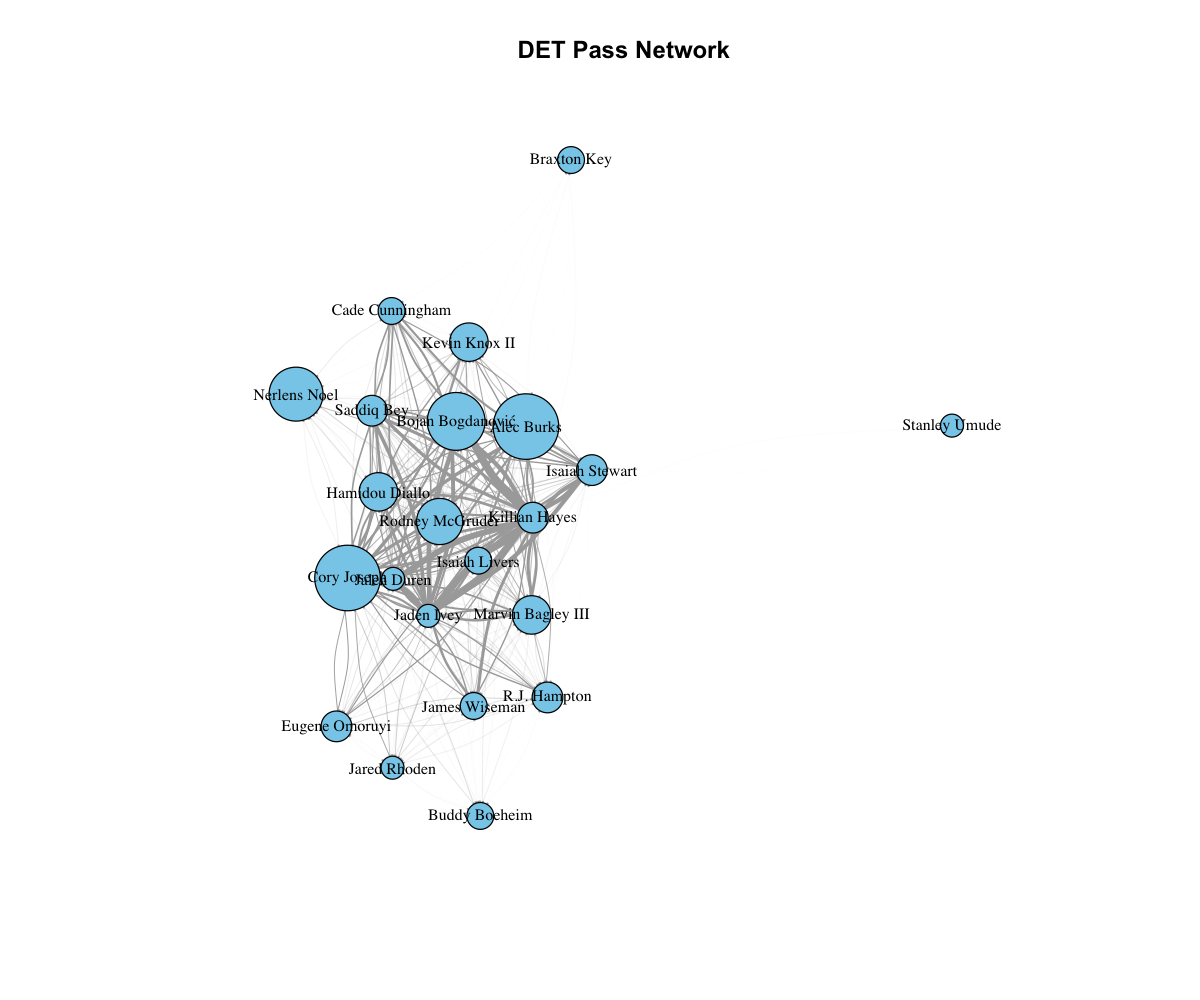 DET Pass Network
Braxton Key
Cade Cunningham
Kevin Knox II
Nerlens Noel
Saddiq Bey
Bojan Bogdanović
Alec Burks
Stanley Umude
Isaiah Stewart
Hamidou Diallo
Killian Hayes
Rodney McGruder
Isaiah Livers
Cory Joseph
Jalen Duren
Jaden Ivey
Marvin Bagley III
R.J. Hampton
James Wiseman
Eugene Omoruyi
Jared Rhoden
Buddy Boeheim